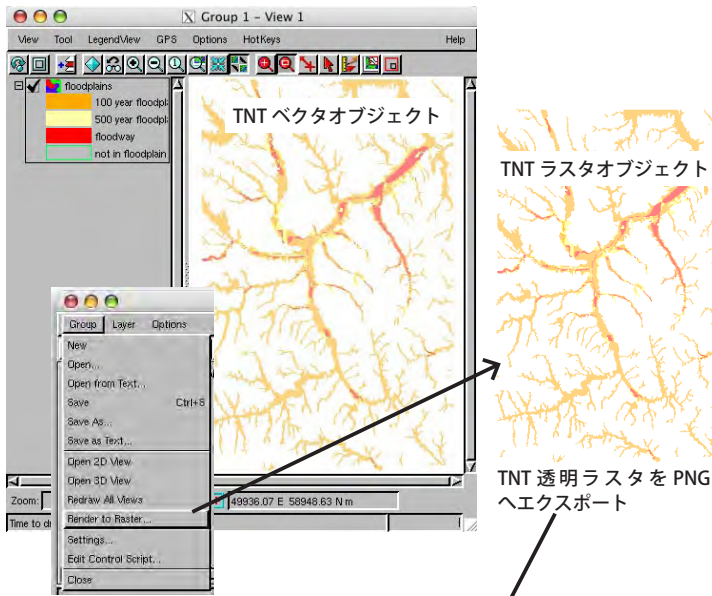 Group 1 - View 1
View Tool LegendView GPS Options HotKeys Help
floodplains
100 year floodpl
500 year floodpl
floodway
not in floodplain
TNT ベクタオブジェクト
TNT ラスタオブジェクト
Group Layer Options
New
Open...
Open from Text...
Save Ctrl+S
Save As...
Save as Text...
Open 2D View
Open 3D View
Redraw All Views
Render to Raster...
Settings...
Edit Control Script...
Close
Zoom:
49936.07 E 58948.63 N m
Time to d
TNT 透明ラスタを PNG
へエクスポート